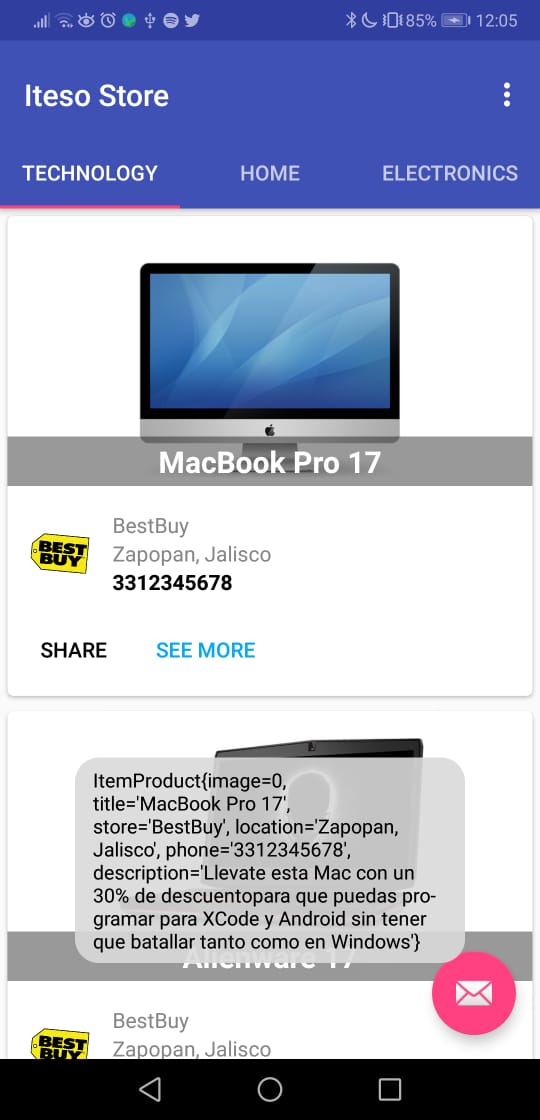 85% 12:05
Iteso Store
TECHNOLOGY HOME ELECTRONICS
MacBook Pro 17
BestBuy
BEST
BUY
Zapopan, Jalisco
3312345678
SHARE SEE MORE
ItemProduct{image=0,
title='MacBook Pro 17',
store='BestBuy', location='Zapopan,
Jalisco', phone='3312345678',
description='Llevate esta Mac con un
30% de descuentopara que puedas pro-
gramar para XCode y Android sin tener
que batallar tanto como en Windows'}
Alienware 17
BestBuy
BEST
BUY
Zapopan, Jalisco